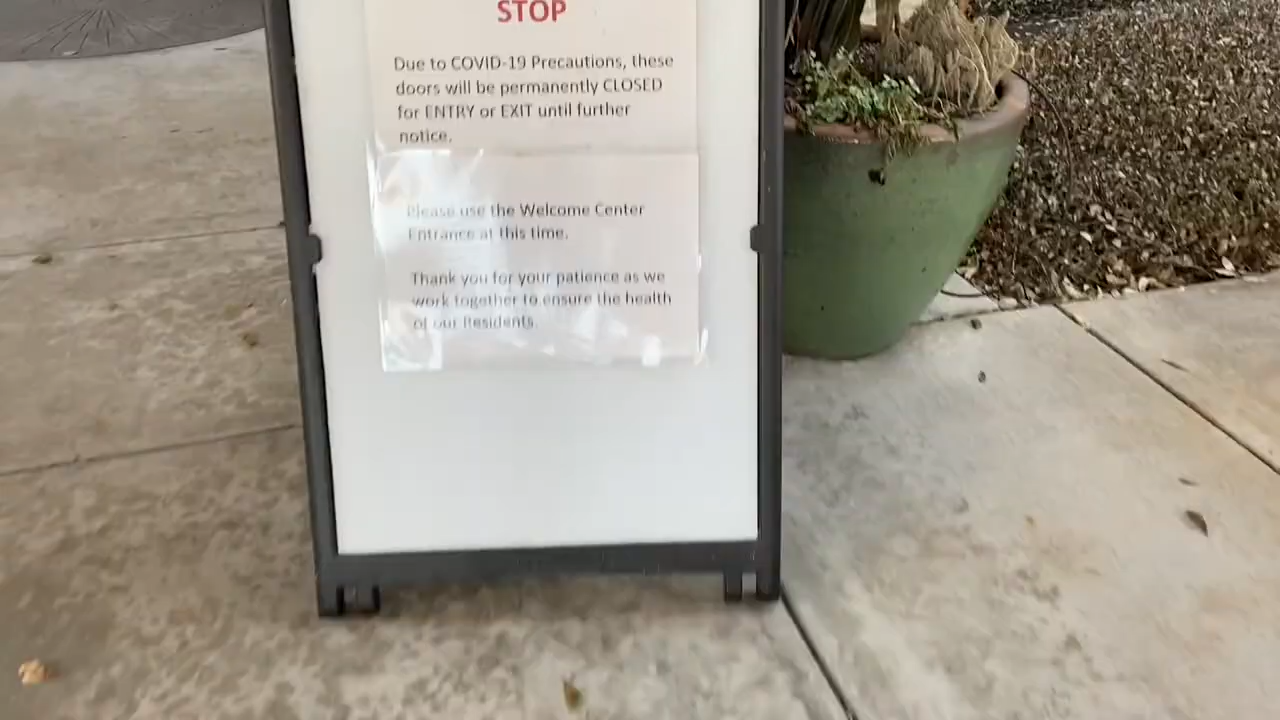 STOP
Due to COVID-19 Precautions, these
doors will be permanently CLOSED
for ENTRY or EXIT until further
notice.
Please use the Welcome Center
Entrance at this time.
Thank you for your patience as we
work together to ensure the health
of our Residents.